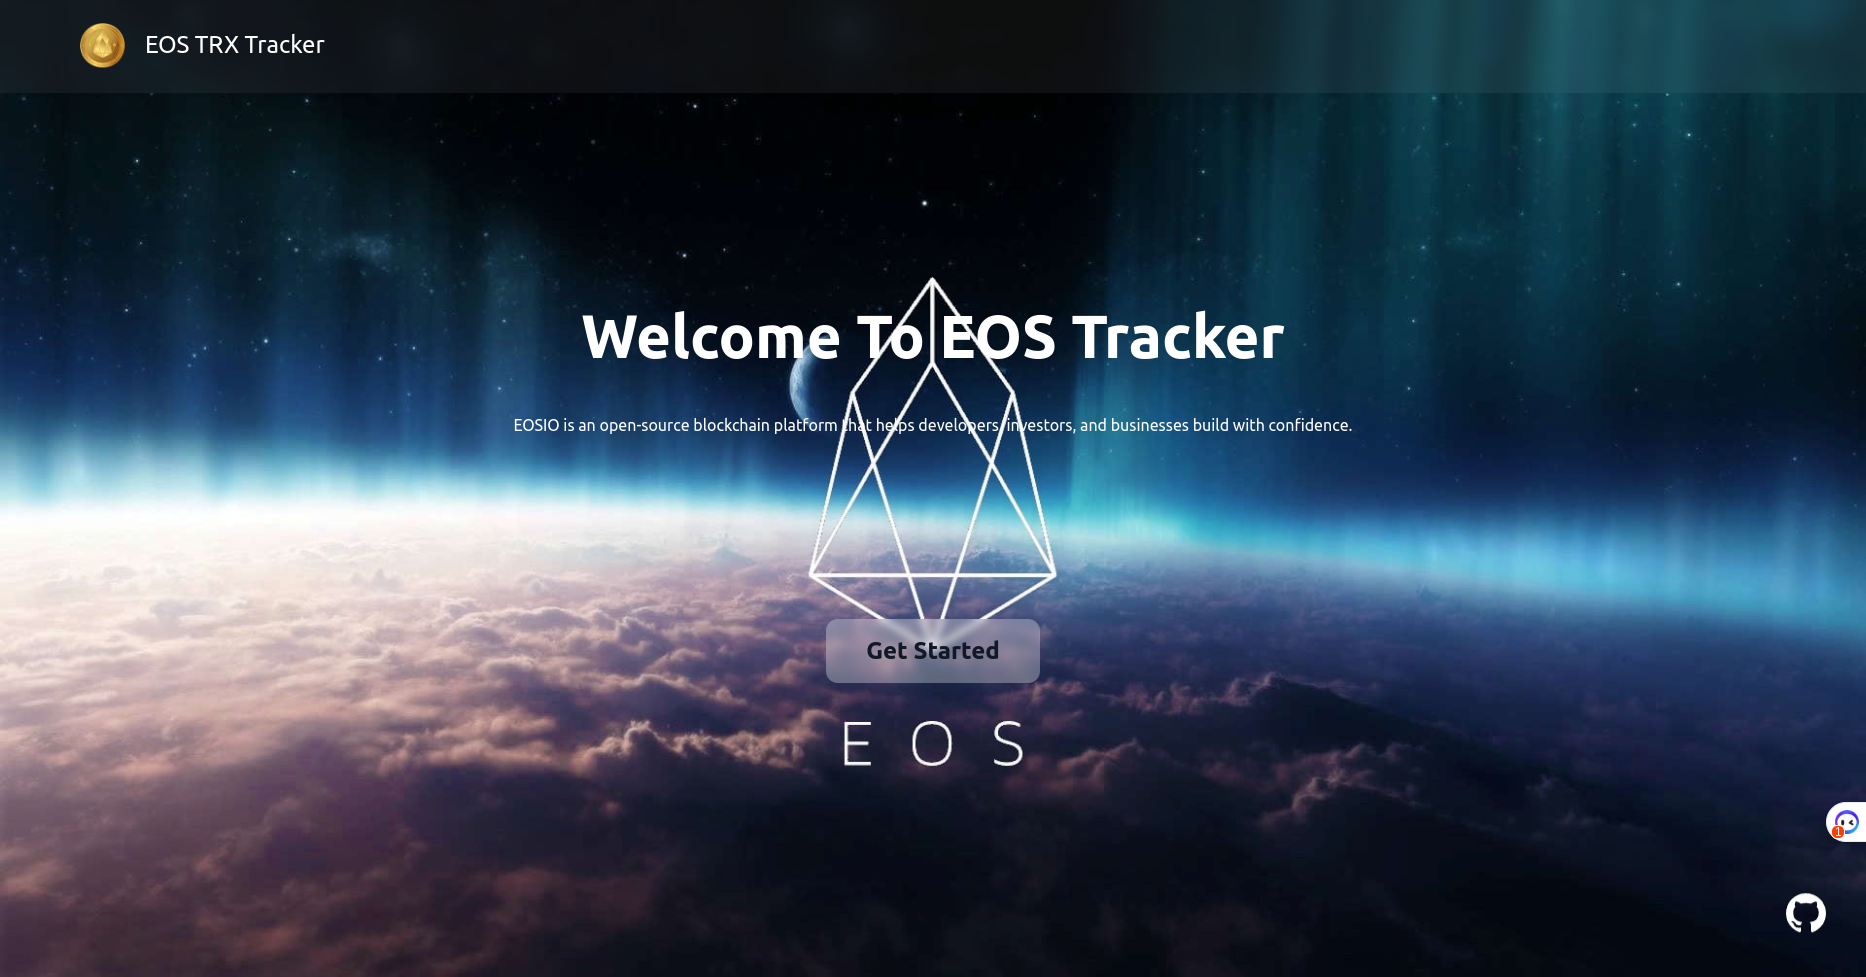 EOS TRX Tracker
Welcome To EOS Tracker
EOSIO is an open-source blockchain platform that helps developers, investors, and businesses build with confidence.
Get Started
E O S
1